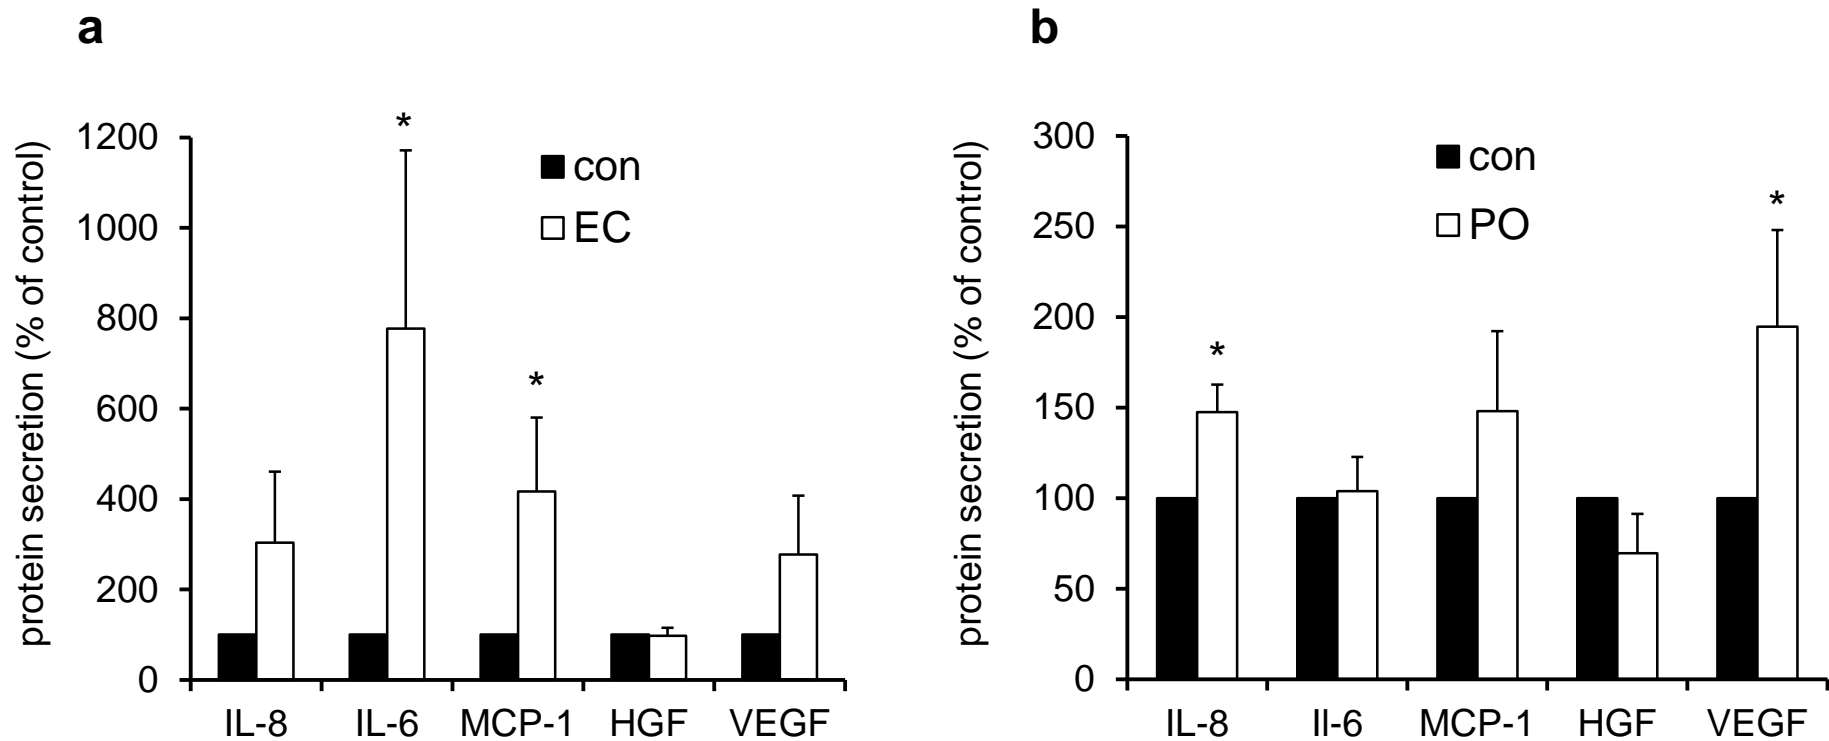 a
protein secretion (% of control)
1200
1000
800
600
400
200
0
*
*
con
EC
IL-8 IL-6 MCP-1 HGF VEGF
b
protein secretion (% of control)
300
250
200
150
100
50
0
*
*
con
PO
IL-8 Il-6 MCP-1 HGF VEGF